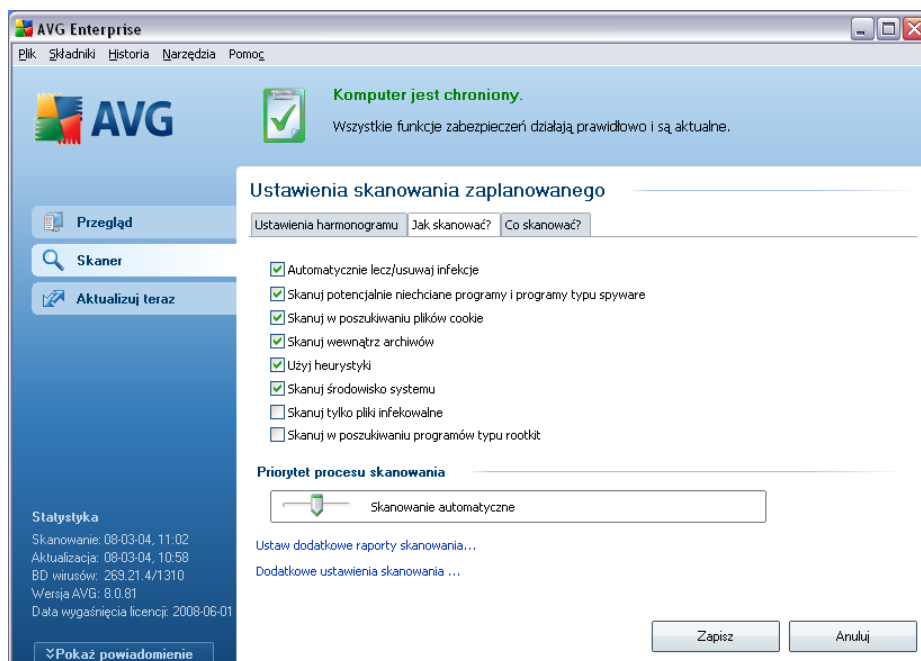 AVG Enterprise
Plik Składniki Historia Narzędzia Pomoc
AVG
Komputer jest chroniony.
Wszystkie funkcje zabezpieczeń działają prawidłowo i są aktualne.
Przegląd
Skaner
Aktualizuj teraz
Ustawienia skanowania zaplanowanego
Ustawienia harmonogramu Jak skanować? Co skanować?
Automatycznie lecz/usuwaj infekcje
Skanuj potencjalnie niechciane programy i programy typu spyware
Skanuj w poszukiwaniu plików cookie
Skanuj wewnątrz archiwów
Użyj heurystyki
Skanuj środowisko systemu
Skanuj tylko pliki infekowalne
Skanuj w poszukiwaniu programów typu rootkit
Priorytet procesu skanowania
Skanowanie automatyczne
Ustaw dodatkowe raporty skanowania...
Dodatkowe ustawienia skanowania ...
Statystyka
Skanowanie: 08-03-04, 11:02
Aktualizacja: 08-03-04, 10:58
BD wirusów: 269.21.4/1310
Wersja AVG: 8.0.81
Data wygaśnięcia licencji: 2008-06-01
Pokaż powiadomienie
Zapisz Anuluj